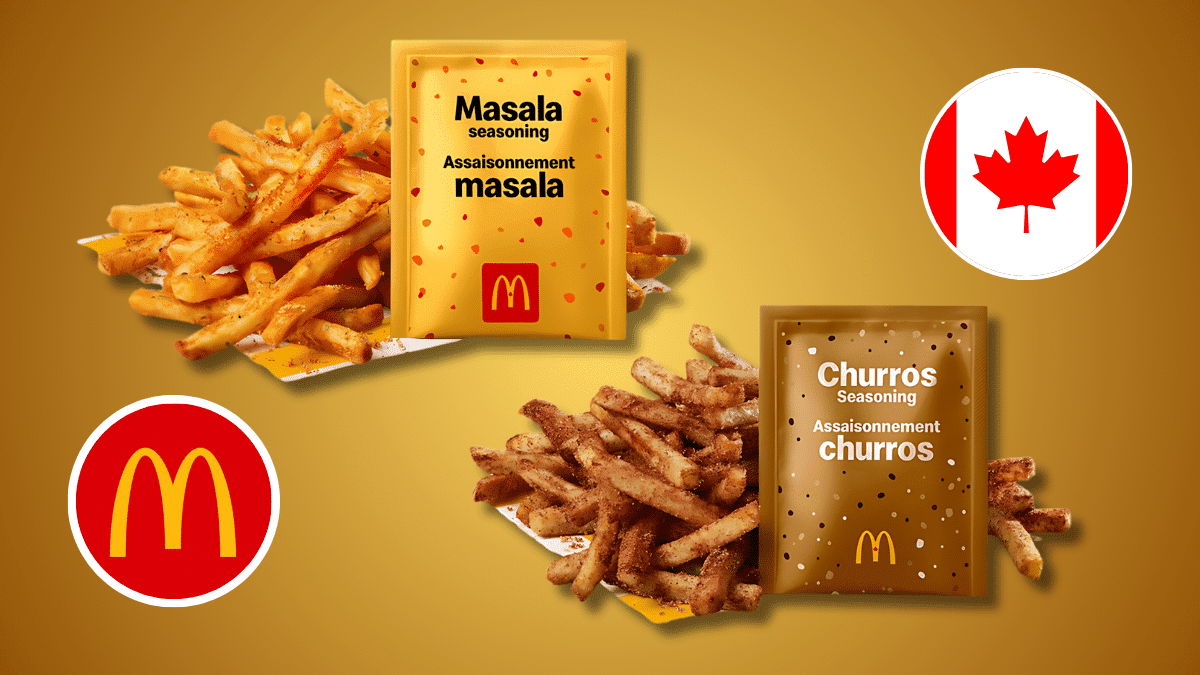 Masala
seasoning
Assaisonnement
masala
Churros
Seasoning
Assaisonnement
churros